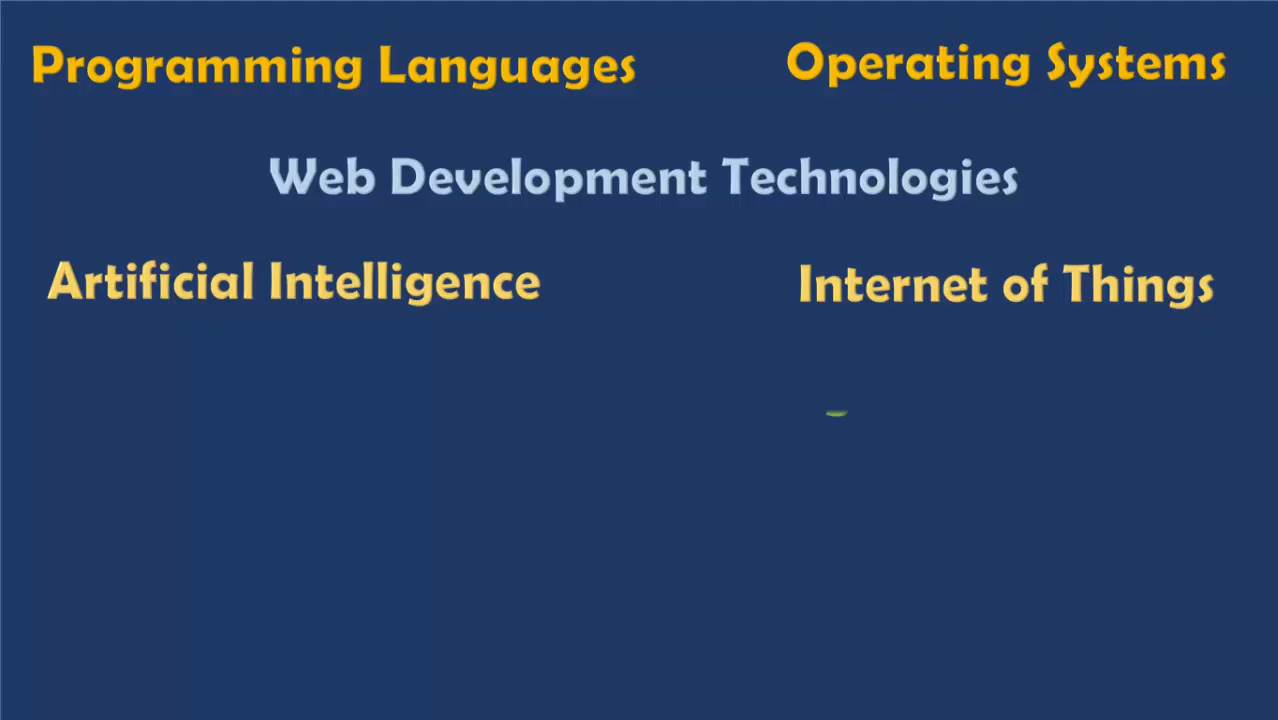 Programming Languages
Operating Systems
Web Development Technologies
Artificial Intelligence
Internet of Things